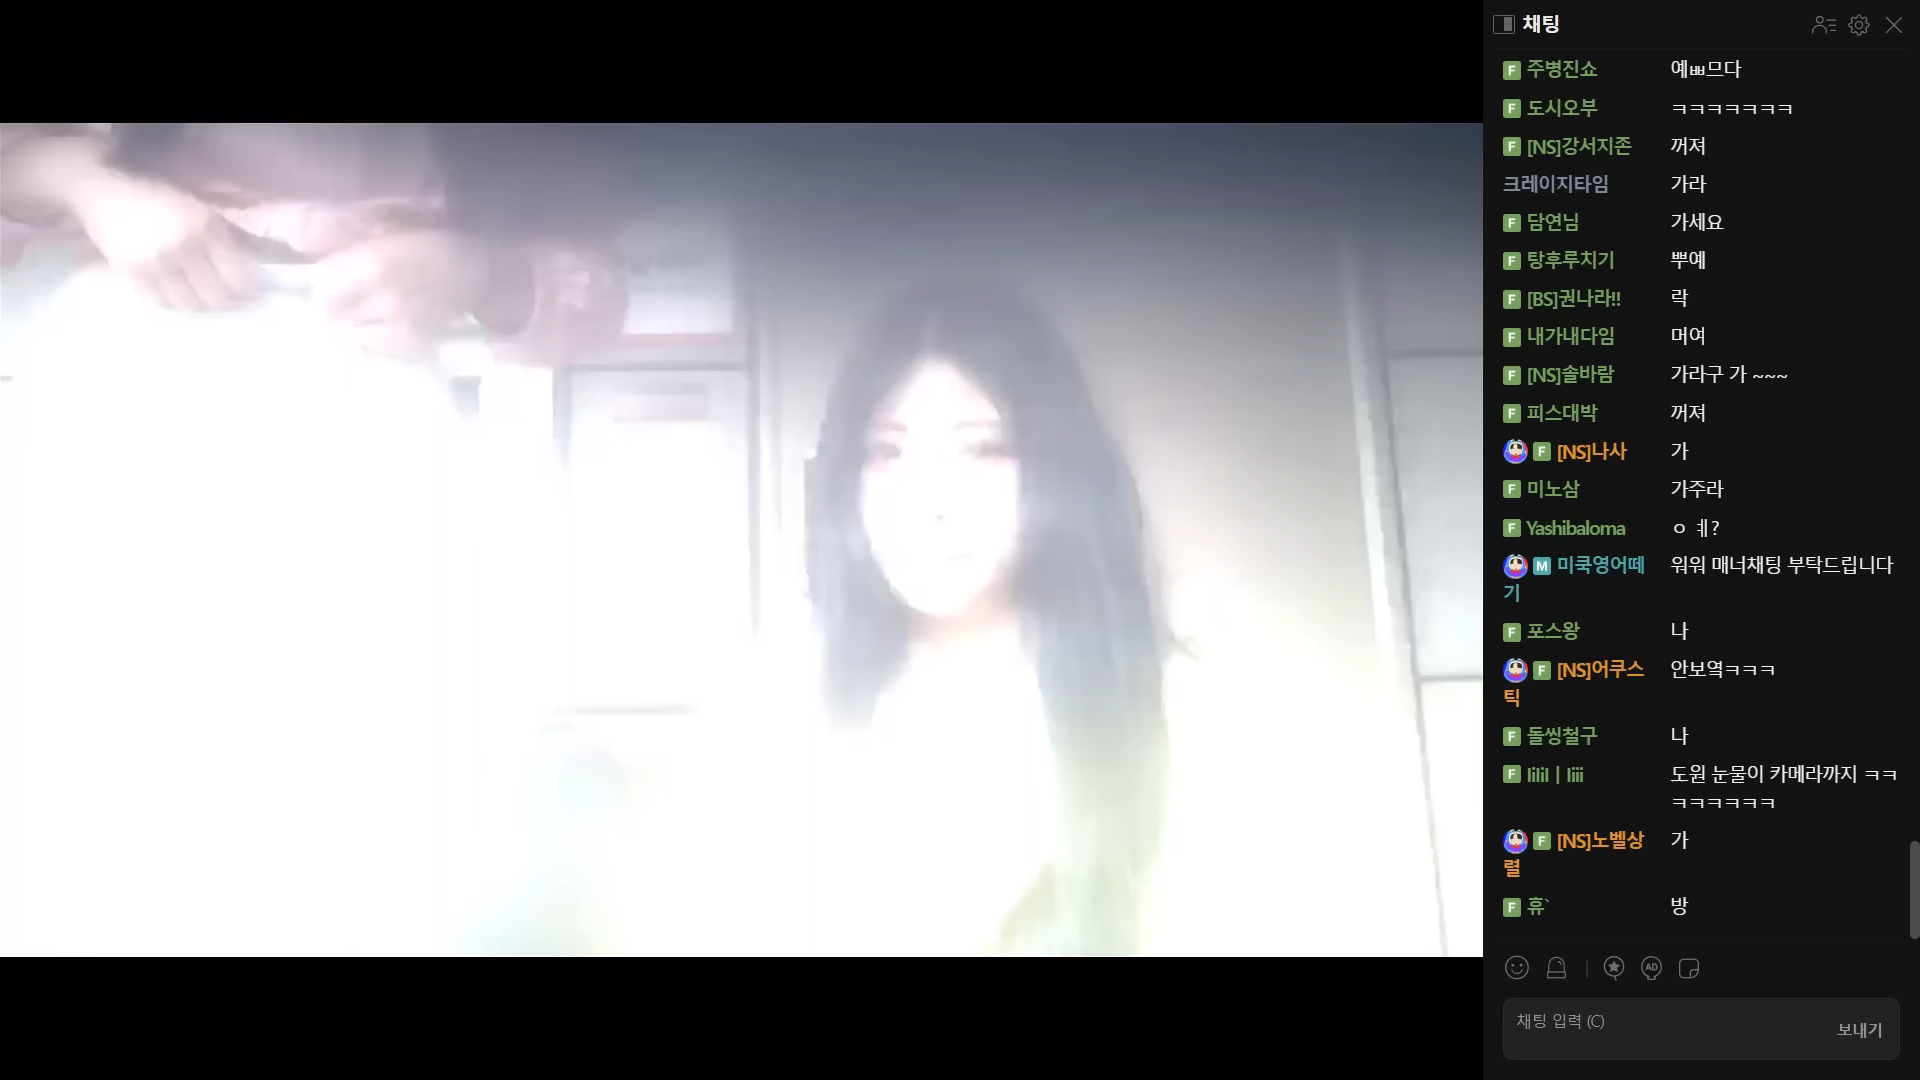 채팅
F 주병진쇼 예ㅃ므다
F 도시오부 ㅋㅋㅋㅋㅋㅋㅋ
F [NS]강서지존 꺼져
크레이지타임 가라
F 담연님 가세요
F 탕후루치기 뿌예
F [BS]권나라!! 락
F 내가내다임 머여
F [NS]솔바람 가라구 가 ~~~
F 피스대박 꺼져
F [NS]나사 가
F 미노삼 가주라
F Yashibaloma ㅇ ㅖ?
M 미쿡영어떼 워워 매너채팅 부탁드립니다
기
F 포스왕 나
F [NS]어쿠스 안보엯ㅋㅋㅋ
틱
F 돌씽철구 나
F lilil | liii 도원 눈물이 카메라까지 ㅋㅋ
ㅋㅋㅋㅋㅋㅋ
F [NS]노벨상 가
렬
F 휴` 방
AD
채팅 입력 (C)
보내기